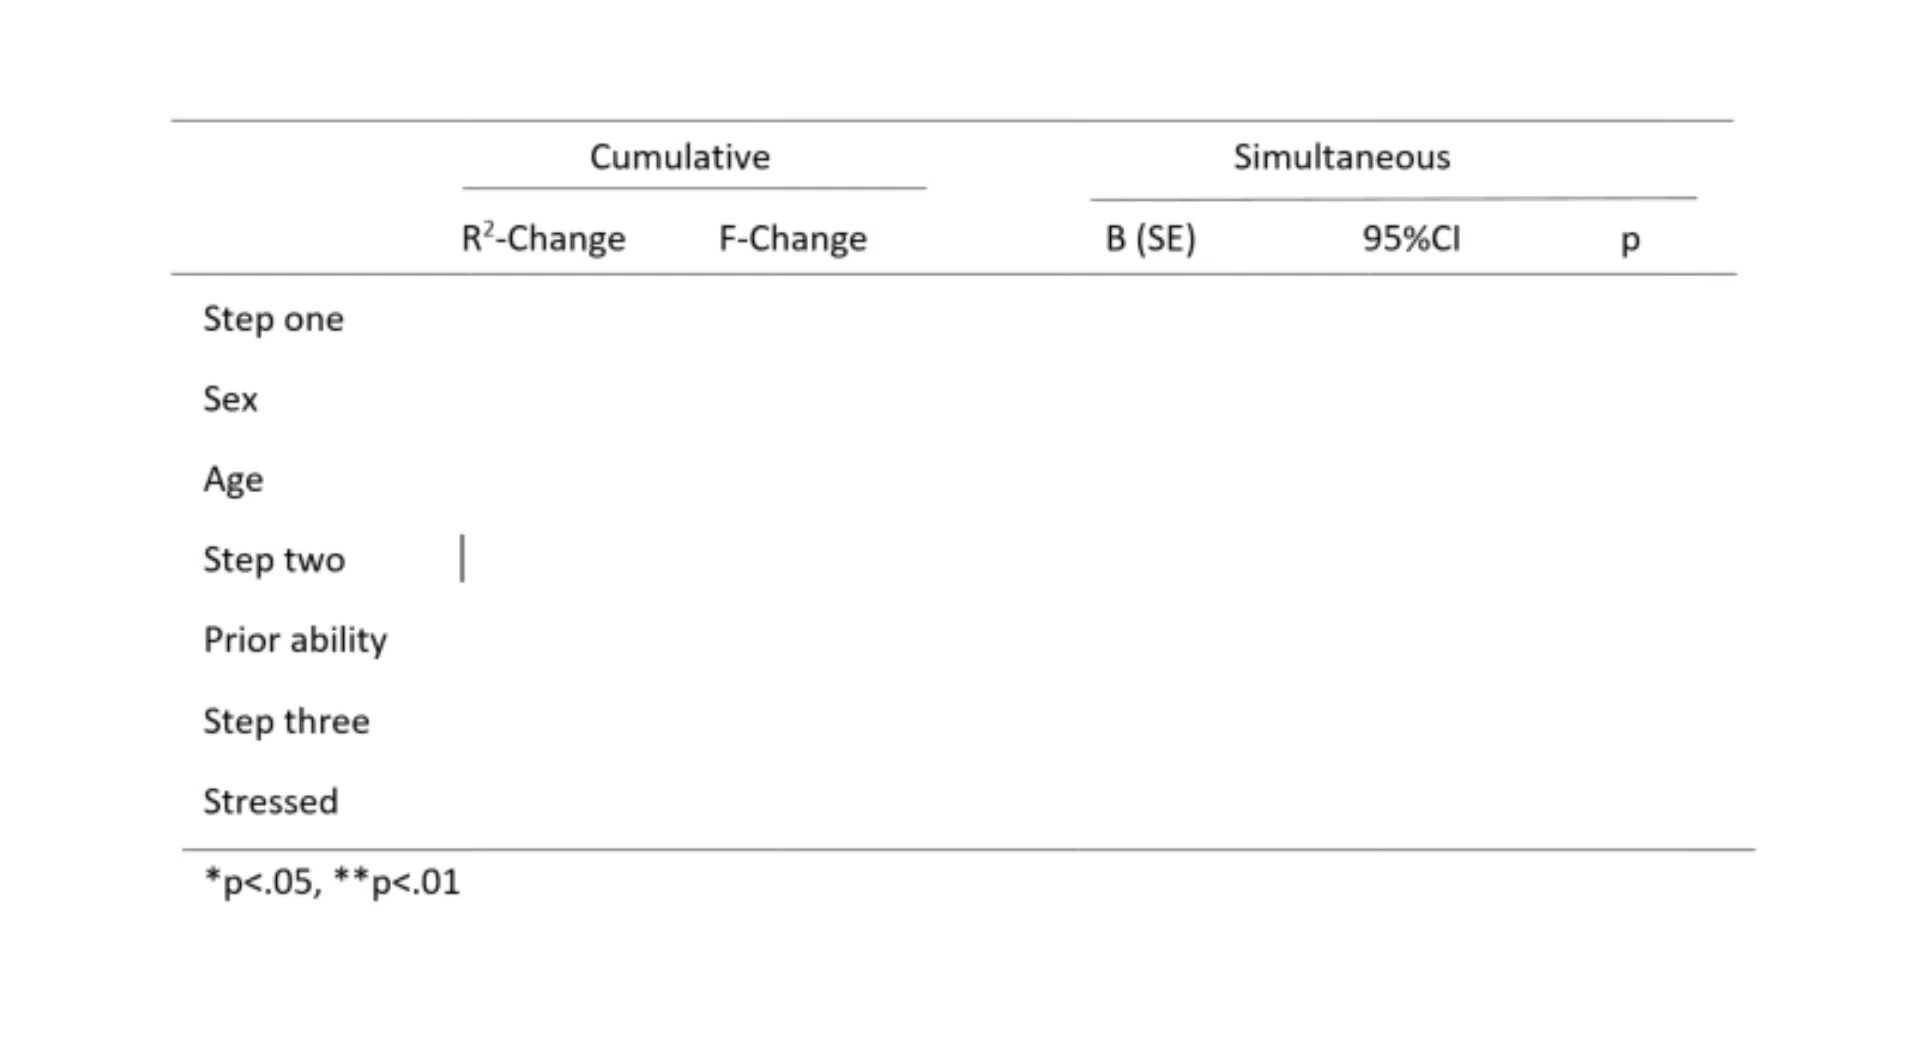 Cumulative Simultaneous
R²-Change F-Change B (SE) 95%CI p
Step one
Sex
Age
Step two
Prior ability
Step three
Stressed
*p<.05, **p<.01